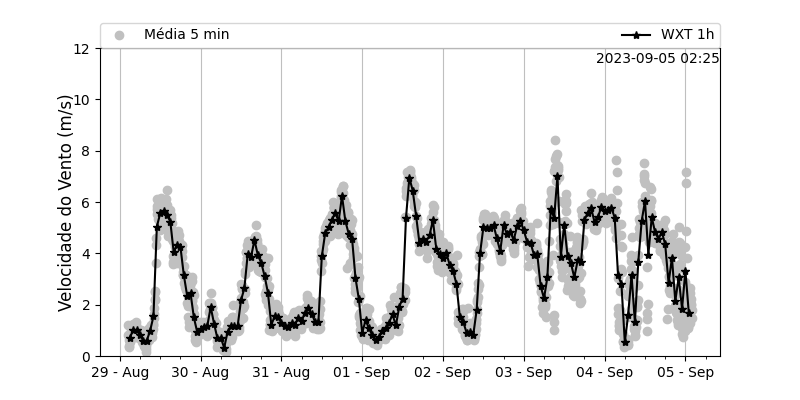 Média 5 min WXT 1h
2023-09-05 02:25
Velocidade do Vento (m/s)
12
10
8
6
4
2
0
29 - Aug 30 - Aug 31 - Aug 01 - Sep 02 - Sep 03 - Sep 04 - Sep 05 - Sep